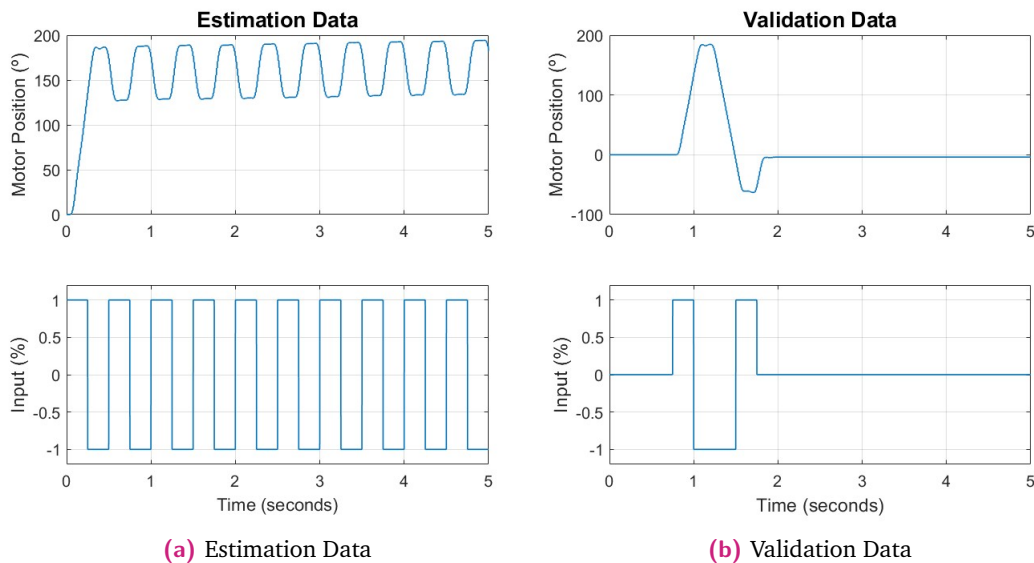 Estimation Data
Motor Position (°)
200
150
100
50
0
0 1 2 3 4 5
Input (%)
1
0.5
0
-0.5
-1
0 1 2 3 4 5
Time (seconds)
(a) Estimation Data
Validation Data
Motor Position (°)
200
100
0
-100
0 1 2 3 4 5
Input (%)
1
0.5
0
-0.5
-1
0 1 2 3 4 5
Time (seconds)
(b) Validation Data